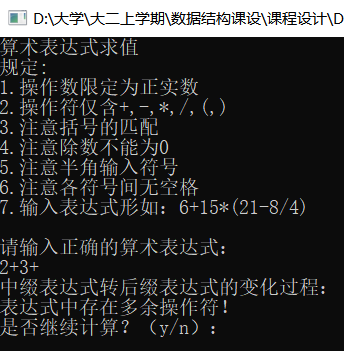 D:\大学\大二上学期\数据结构课设\课程设计\D
算术表达式求值
规定:
1.操作数限定为正实数
2.操作符仅含+,-,*,/,(,)
3.注意括号的匹配
4.注意除数不能为0
5.注意半角输入符号
6.注意各符号间无空格
7.输入表达式形如：6+15*(21-8/4)
请输入正确的算术表达式：
2+3+
中缀表达式转后缀表达式的变化过程：
表达式中存在多余操作符！
是否继续计算？（y/n）：